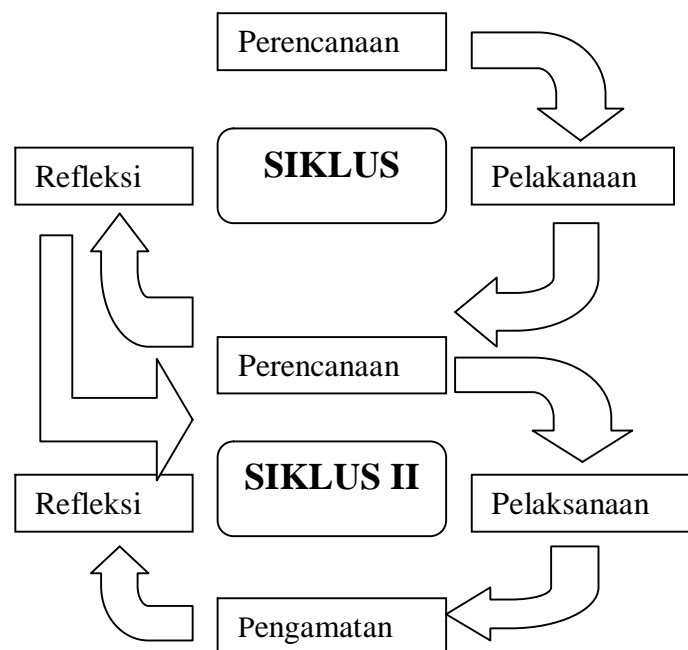 Perencanaan
Refleksi
SIKLUS
Pelakanaan
Perencanaan
Refleksi
SIKLUS II
Pelaksanaan
Pengamatan